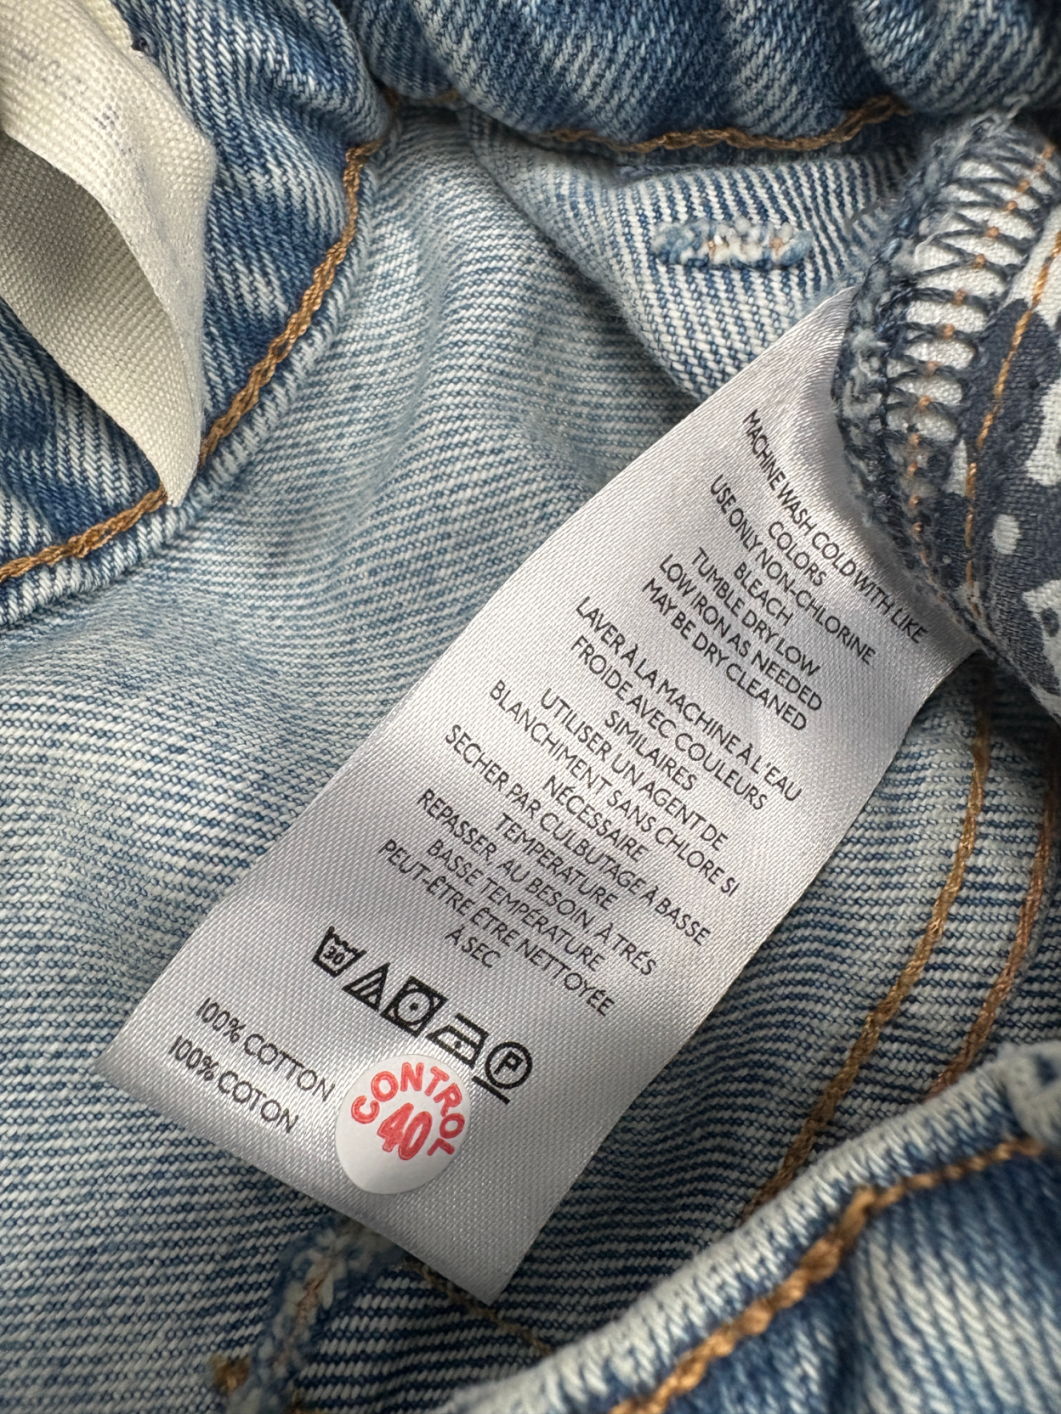 MACHINE WASH COLD WITH LIKE
COLORS
USE ONLY NON-CHLORINE
BLEACH
TUMBLE DRY LOW
LOW IRON AS NEEDED
MAY BE DRY CLEANED
LAVER À LA MACHINE À L'EAU
FROIDE AVEC COULEURS
SIMILAIRES
UTILISER UN AGENT DE
BLANCHIMENT SANS CHLORE SI
NÉCESSAIRE
SECHER PAR CULBUTAGE À BASSE
TEMPERATURE
REPASSER, AU BESOIN, À TRÉS
BASSE TEMPÉRATURE
PEUT-ÊTRE ÊTRE NETTOYÉE
À SEC
30° P
100% COTTON
100% COTON
CONTROT
40